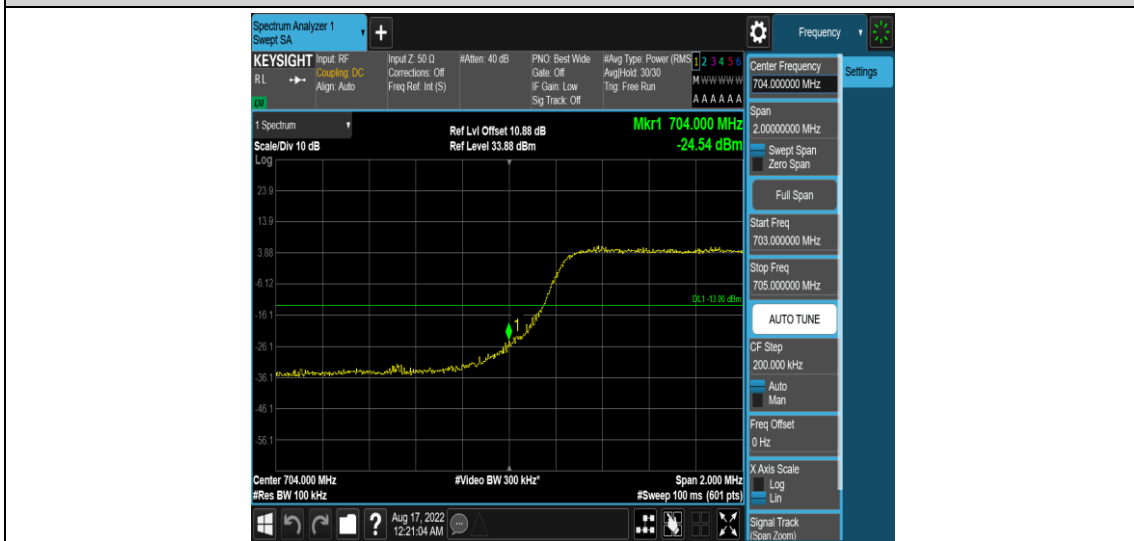 Spectrum Analyzer 1
Swept SA
+
Frequency
KEYSIGHT
RL
Input: RF
Coupling: DC
Align: Auto
Input Z: 50 Ω
Corrections: Off
Freq Ref: Int (S)
#Atten: 40 dB
PNO: Best Wide
Gate: Off
IF Gain: Low
Sig Track: Off
#Avg Type: Power (RMS
Avg|Hold: 30/30
Trig: Free Run
1 2 3 4 5 6
M W W W W W
A A A A A A
1 Spectrum
Scale/Div 10 dB
Ref Lvl Offset 10.88 dB
Ref Level 33.88 dBm
Mkr1 704.000 MHz
-24.54 dBm
Log
23.9
13.9
3.88
-6.12
-16.1
-26.1
-36.1
-46.1
-56.1
DL1 -13.00 dBm
1
Center 704.000 MHz
#Res BW 100 kHz
#Video BW 300 kHz*
Span 2.000 MHz
#Sweep 100 ms (601 pts)
?
Aug 17, 2022
12:21:04 AM
Center Frequency
704.000000 MHz
Settings
Span
2.00000000 MHz
Swept Span
Zero Span
Full Span
Start Freq
703.000000 MHz
Stop Freq
705.000000 MHz
AUTO TUNE
CF Step
200.000 kHz
Auto
Man
Freq Offset
0 Hz
X Axis Scale
Log
Lin
Signal Track
(Span Zoom)